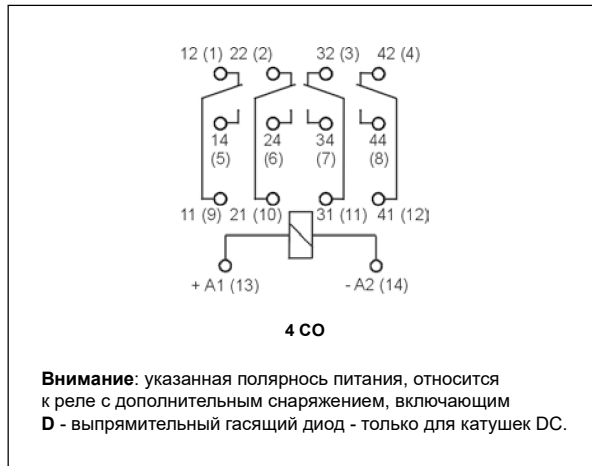 12 (1) 22 (2) 32 (3) 42 (4)
14 24 34 44
(5) (6) (7) (8)
11 (9) 21 (10) 31 (11) 41 (12)
+ A1 (13) - A2 (14)
4 CO
Внимание: указанная полярнось питания, относится
к реле с дополнительным снаряжением, включающим
D - выпрямительный гасящий диод - только для катушек DC.